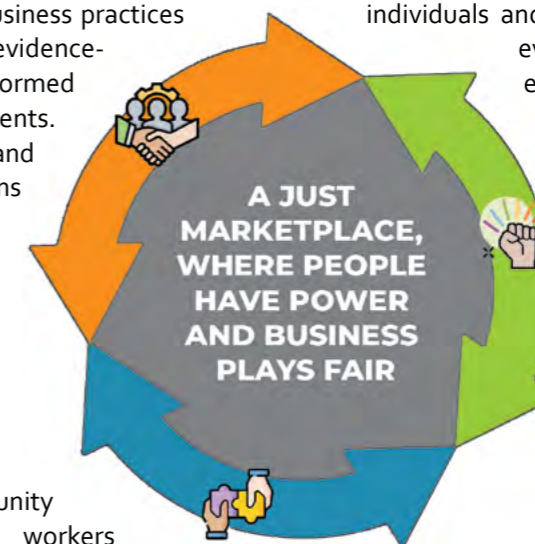 usiness practices
evidence-
ormed
ents.
and
ns
individuals and
ev
e
A JUST
MARKETPLACE,
WHERE PEOPLE
HAVE POWER
AND BUSINESS
PLAYS FAIR
unity
workers